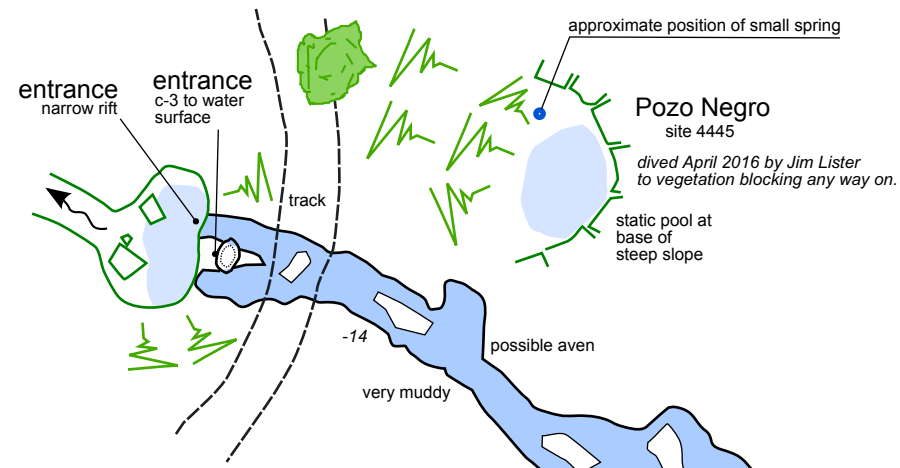 approximate position of small spring
entrance
narrow rift
entrance
c-3 to water
surface
Pozo Negro
site 4445
dived April 2016 by Jim Lister
to vegetation blocking any way on.
track
static pool at
base of
steep slope
-14
possible aven
very muddy